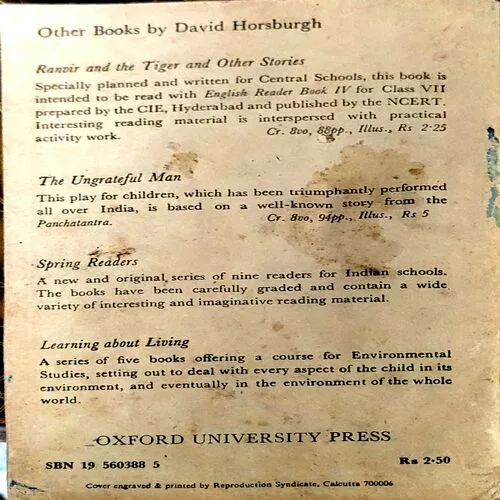 Other Books by David Horsburgh
Ranvir and the Tiger and Other Stories
Specially planned and written for Central Schools, this book is
intended to be read with English Reader Book IV for Class VII
prepared by the CIE, Hyderabad and published by the NCERT.
Interesting reading material is interspersed with practical
activity work. Cr. 8vo, 88pp., Illus., Rs 2·25
The Ungrateful Man
This play for children, which has been triumphantly performed
all over India, is based on a well-known story from the
Panchatantra. Cr. 8vo, 94pp., Illus., Rs 5
Spring Readers
A new and original series of nine readers for Indian schools.
The books have been carefully graded and contain a wide
variety of interesting and imaginative reading material.
Learning about Living
A series of five books offering a course for Environmental
Studies, setting out to deal with every aspect of the child in its
environment, and eventually in the environment of the whole
world.
OXFORD UNIVERSITY PRESS
SBN 19 560388 5 Rs 2·50
Cover engraved & printed by Reproduction Syndicate, Calcutta 700006